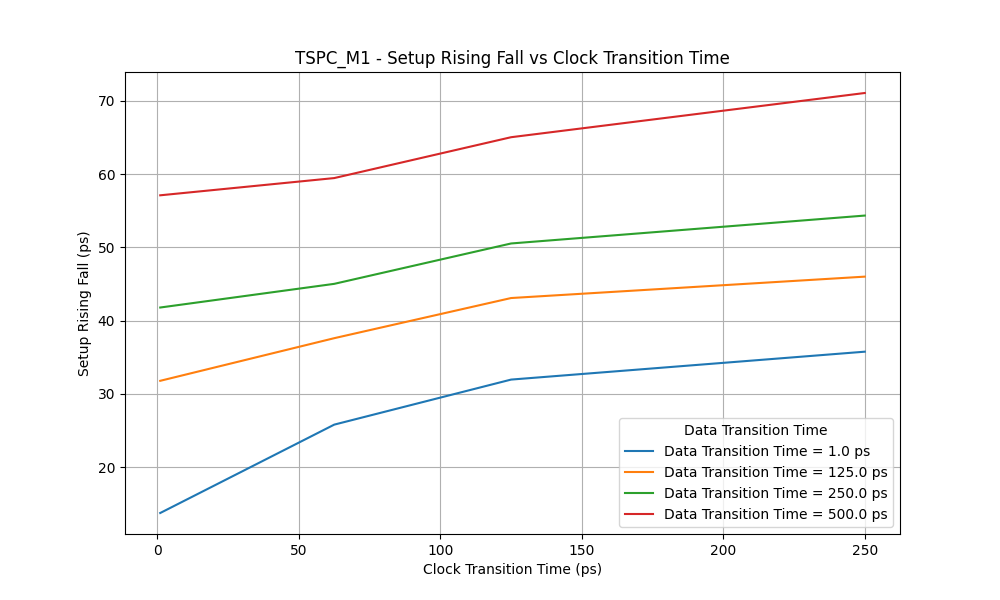 TSPC_M1 - Setup Rising Fall vs Clock Transition Time
Setup Rising Fall (ps)
70
60
50
40
30
20
0
50
100
150
200
250
Clock Transition Time (ps)
Data Transition Time
Data Transition Time = 1.0 ps
Data Transition Time = 125.0 ps
Data Transition Time = 250.0 ps
Data Transition Time = 500.0 ps